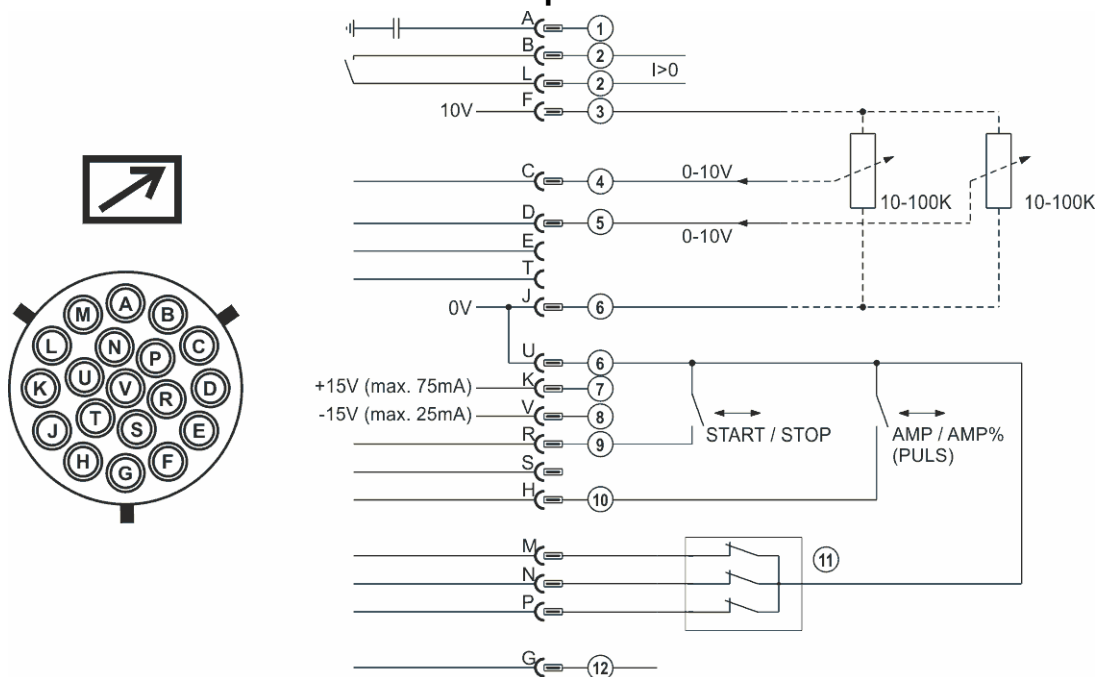 A
1
B
2
L
2
I>0
10V
F
3
C
4
0-10V
10-100K
10-100K
D
5
0-10V
E
T
0V
J
6
U
6
+15V (max. 75mA)
K
7
-15V (max. 25mA)
V
8
START / STOP
AMP / AMP%
(PULS)
R
9
S
H
10
M
11
N
P
G
12
A
M
B
L
N
P
C
K
U
V
R
D
J
T
S
E
H
G
F